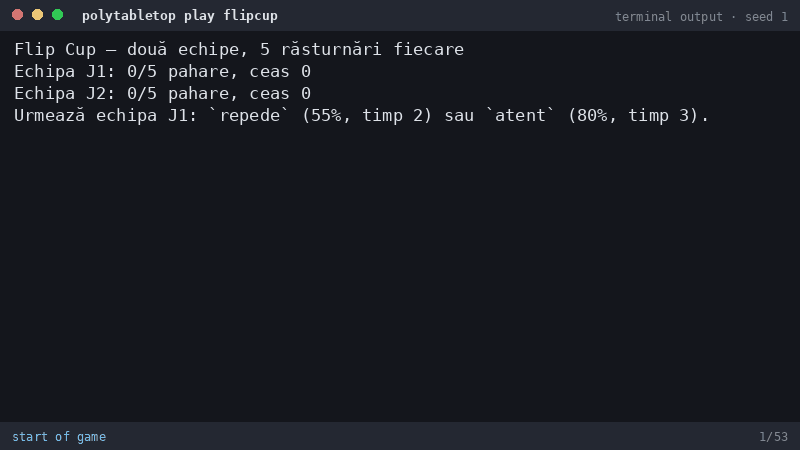 polytabletop play flipcup
terminal output · seed 1
Flip Cup — două echipe, 5 răsturnări fiecare
Echipa J1: 0/5 pahare, ceas 0
Echipa J2: 0/5 pahare, ceas 0
Urmează echipa J1: `repede` (55%, timp 2) sau `atent` (80%, timp 3).
start of game
1/53